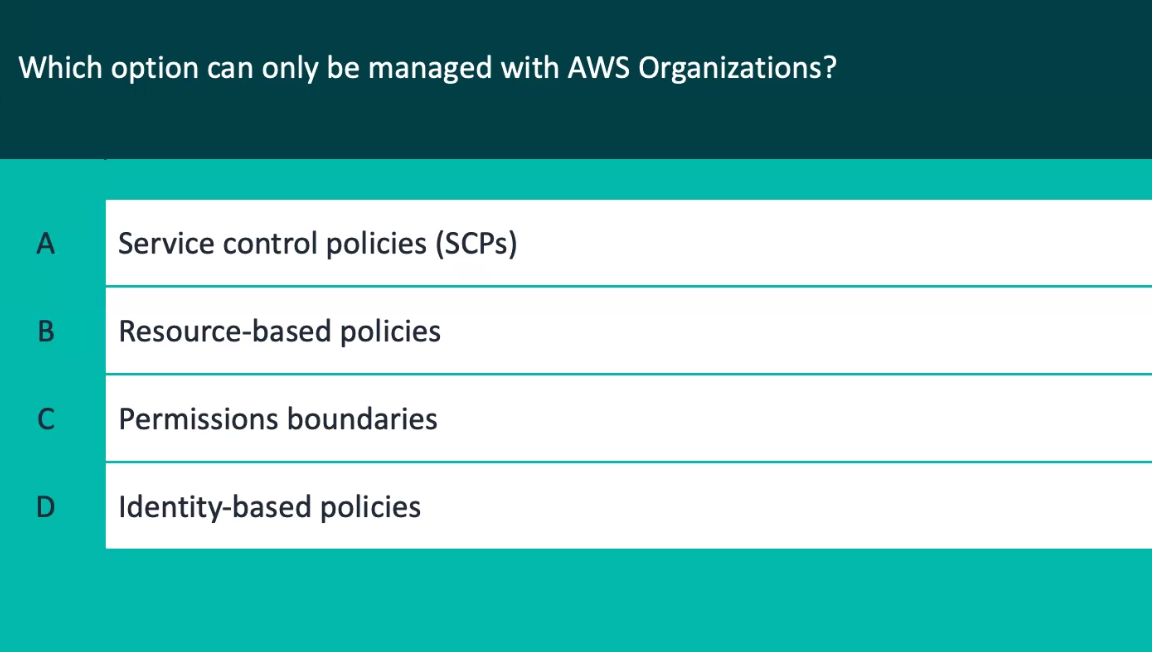 Which option can only be managed with AWS Organizations?
A Service control policies (SCPs)
B Resource-based policies
C Permissions boundaries
D Identity-based policies